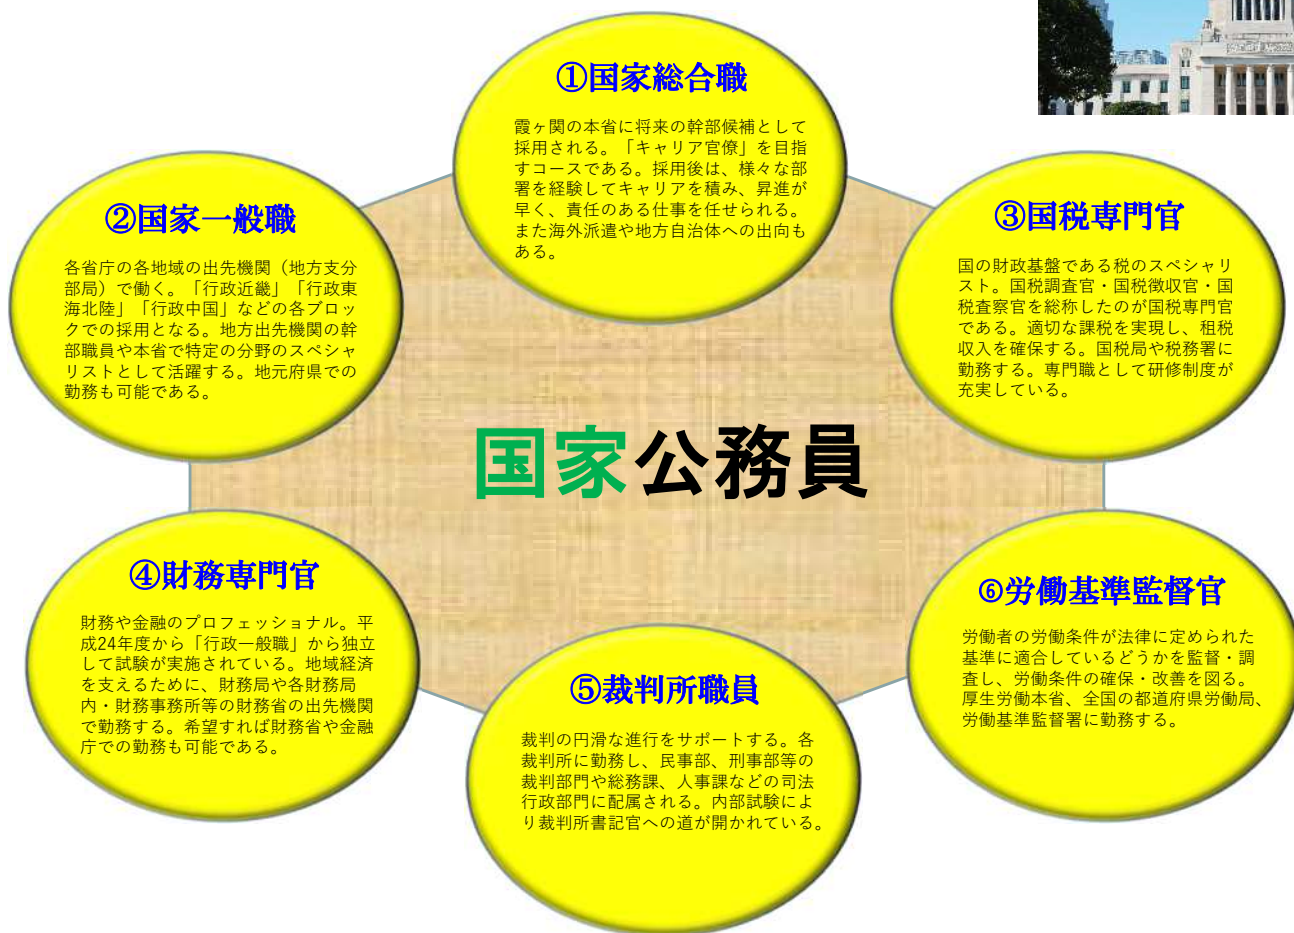 ①国家総合職
霞ヶ関の本省に将来の幹部候補として
採用される。「キャリア官僚」を目指
すコースである。採用後は、様々な部
署を経験してキャリアを積み、昇進が
早く、責任のある仕事を任せられる。
また海外派遣や地方自治体への出向も
ある。
②国家一般職
各省庁の各地域の出先機関（地方支分
部局）で働く。「行政近畿」「行政東
海北陸」「行政中国」などの各ブロッ
クでの採用となる。地方出先機関の幹
部職員や本省で特定の分野のスペシャ
リストとして活躍する。地元府県での
勤務も可能である。
③国税専門官
国の財政基盤である税のスペシャリ
スト。国税調査官・国税徴収官・国
税査察官を総称したのが国税専門官
である。適切な課税を実現し、租税
収入を確保する。国税局や税務署に
勤務する。専門職として研修制度が
充実している。
国家公務員
④財務専門官
財務や金融のプロフェッショナル。平
成24年度から「行政一般職」から独立
して試験が実施されている。地域経済
を支えるために、財務局や各財務局
内・財務事務所等の財務省の出先機関
で勤務する。希望すれば財務省や金融
庁での勤務も可能である。
⑤裁判所職員
裁判の円滑な進行をサポートする。各
裁判所に勤務し、民事部、刑事部等の
裁判部門や総務課、人事課などの司法
行政部門に配属される。内部試験によ
り裁判所書記官への道が開かれている。
⑥労働基準監督官
労働者の労働条件が法律に定められた
基準に適合しているどうかを監督・調
査し、労働条件の確保・改善を図る。
厚生労働本省、全国の都道府県労働局、
労働基準監督署に勤務する。